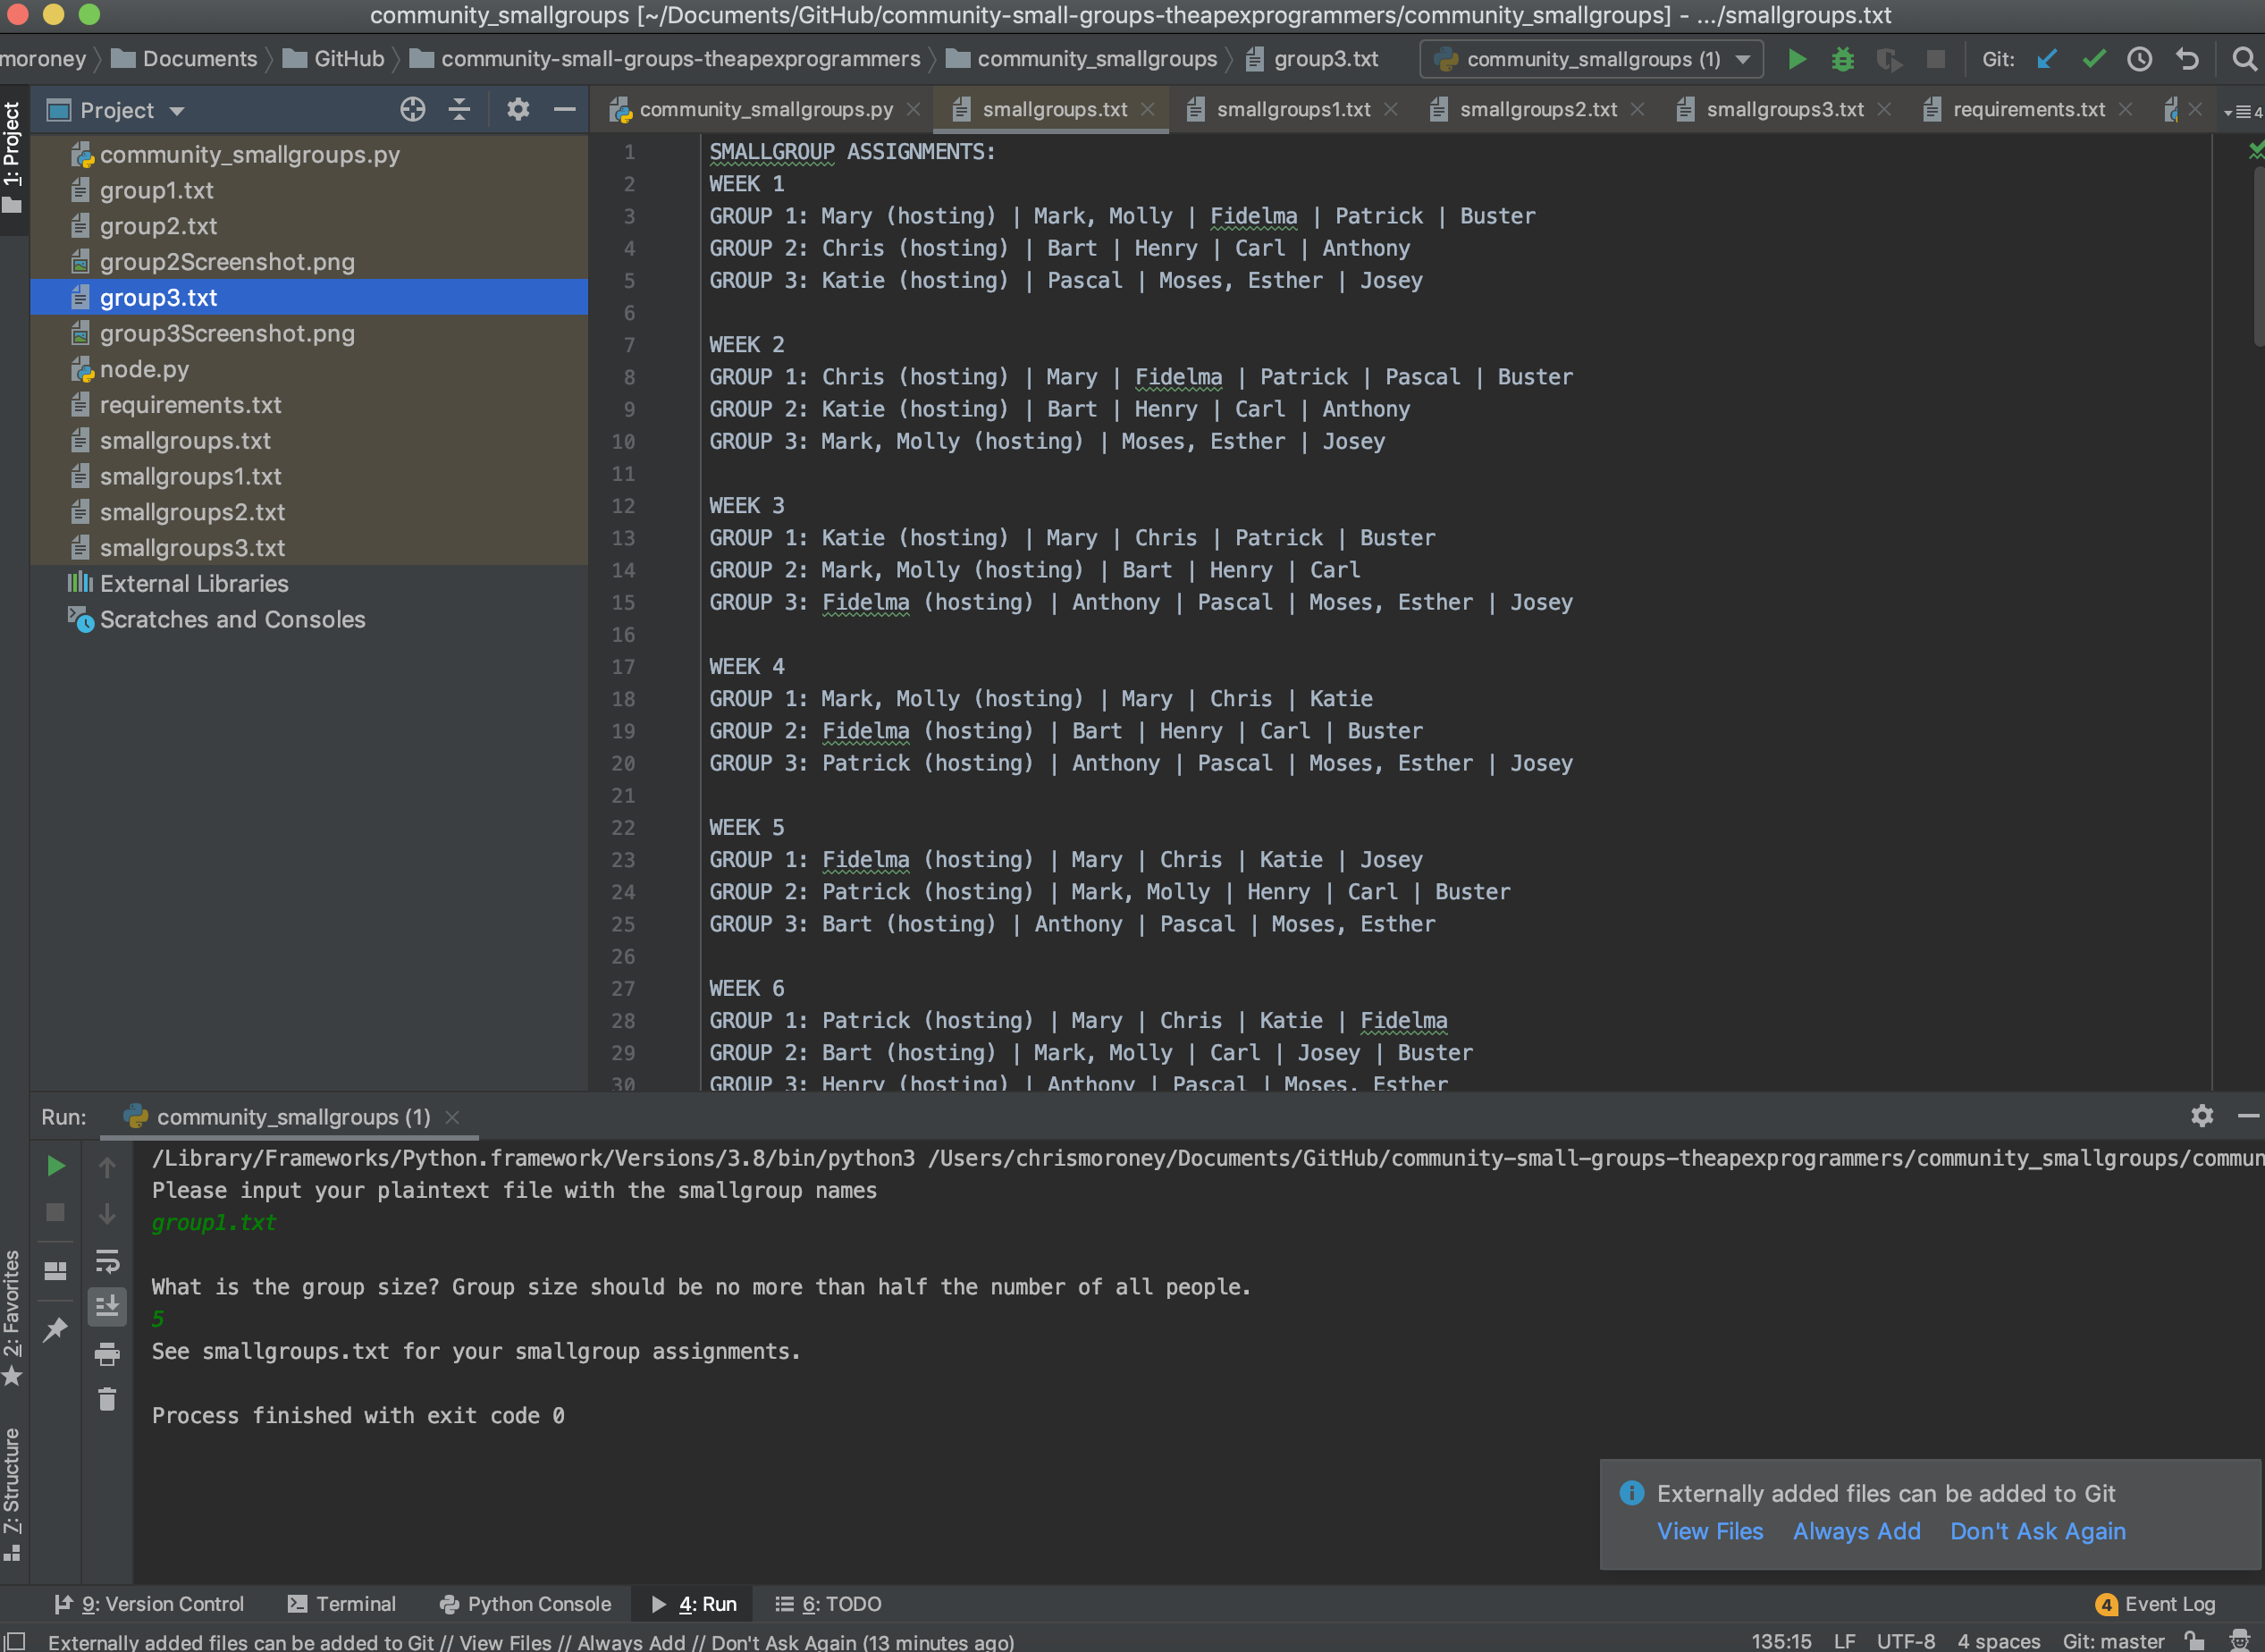 community_smallgroups [~/Documents/GitHub/community-small-groups-theapexprogrammers/community_smallgroups] - .../smallgroups.txt
moroney Documents GitHub community-small-groups-theapexprogrammers community_smallgroups group3.txt community_smallgroups (1) Git:
1: Project
Project
community_smallgroups.py smallgroups.txt smallgroups1.txt smallgroups2.txt smallgroups3.txt requirements.txt 4
community_smallgroups.py
group1.txt
group2.txt
group2Screenshot.png
group3.txt
group3Screenshot.png
node.py
requirements.txt
smallgroups.txt
smallgroups1.txt
smallgroups2.txt
smallgroups3.txt
External Libraries
Scratches and Consoles
1 SMALLGROUP ASSIGNMENTS:
2 WEEK 1
3 GROUP 1: Mary (hosting) | Mark, Molly | Fidelma | Patrick | Buster
4 GROUP 2: Chris (hosting) | Bart | Henry | Carl | Anthony
5 GROUP 3: Katie (hosting) | Pascal | Moses, Esther | Josey
6
7 WEEK 2
8 GROUP 1: Chris (hosting) | Mary | Fidelma | Patrick | Pascal | Buster
9 GROUP 2: Katie (hosting) | Bart | Henry | Carl | Anthony
10 GROUP 3: Mark, Molly (hosting) | Moses, Esther | Josey
11
12 WEEK 3
13 GROUP 1: Katie (hosting) | Mary | Chris | Patrick | Buster
14 GROUP 2: Mark, Molly (hosting) | Bart | Henry | Carl
15 GROUP 3: Fidelma (hosting) | Anthony | Pascal | Moses, Esther | Josey
16
17 WEEK 4
18 GROUP 1: Mark, Molly (hosting) | Mary | Chris | Katie
19 GROUP 2: Fidelma (hosting) | Bart | Henry | Carl | Buster
20 GROUP 3: Patrick (hosting) | Anthony | Pascal | Moses, Esther | Josey
21
22 WEEK 5
23 GROUP 1: Fidelma (hosting) | Mary | Chris | Katie | Josey
24 GROUP 2: Patrick (hosting) | Mark, Molly | Henry | Carl | Buster
25 GROUP 3: Bart (hosting) | Anthony | Pascal | Moses, Esther
26
27 WEEK 6
28 GROUP 1: Patrick (hosting) | Mary | Chris | Katie | Fidelma
29 GROUP 2: Bart (hosting) | Mark, Molly | Carl | Josey | Buster
30 GROUP 3: Henry (hosting) | Anthony | Pascal | Moses, Esther
Run: community_smallgroups (1)
/Library/Frameworks/Python.framework/Versions/3.8/bin/python3 /Users/chrismoroney/Documents/GitHub/community-small-groups-theapexprogrammers/community_smallgroups/commun
Please input your plaintext file with the smallgroup names
group1.txt
What is the group size? Group size should be no more than half the number of all people.
5
See smallgroups.txt for your smallgroup assignments.
Process finished with exit code 0
2: Favorites
7: Structure
Externally added files can be added to Git
View Files Always Add Don't Ask Again
9: Version Control Terminal Python Console 4: Run 6: TODO 4 Event Log
Externally added files can be added to Git // View Files // Always Add // Don't Ask Again (13 minutes ago) 135:15 LF UTF-8 4 spaces Git: master